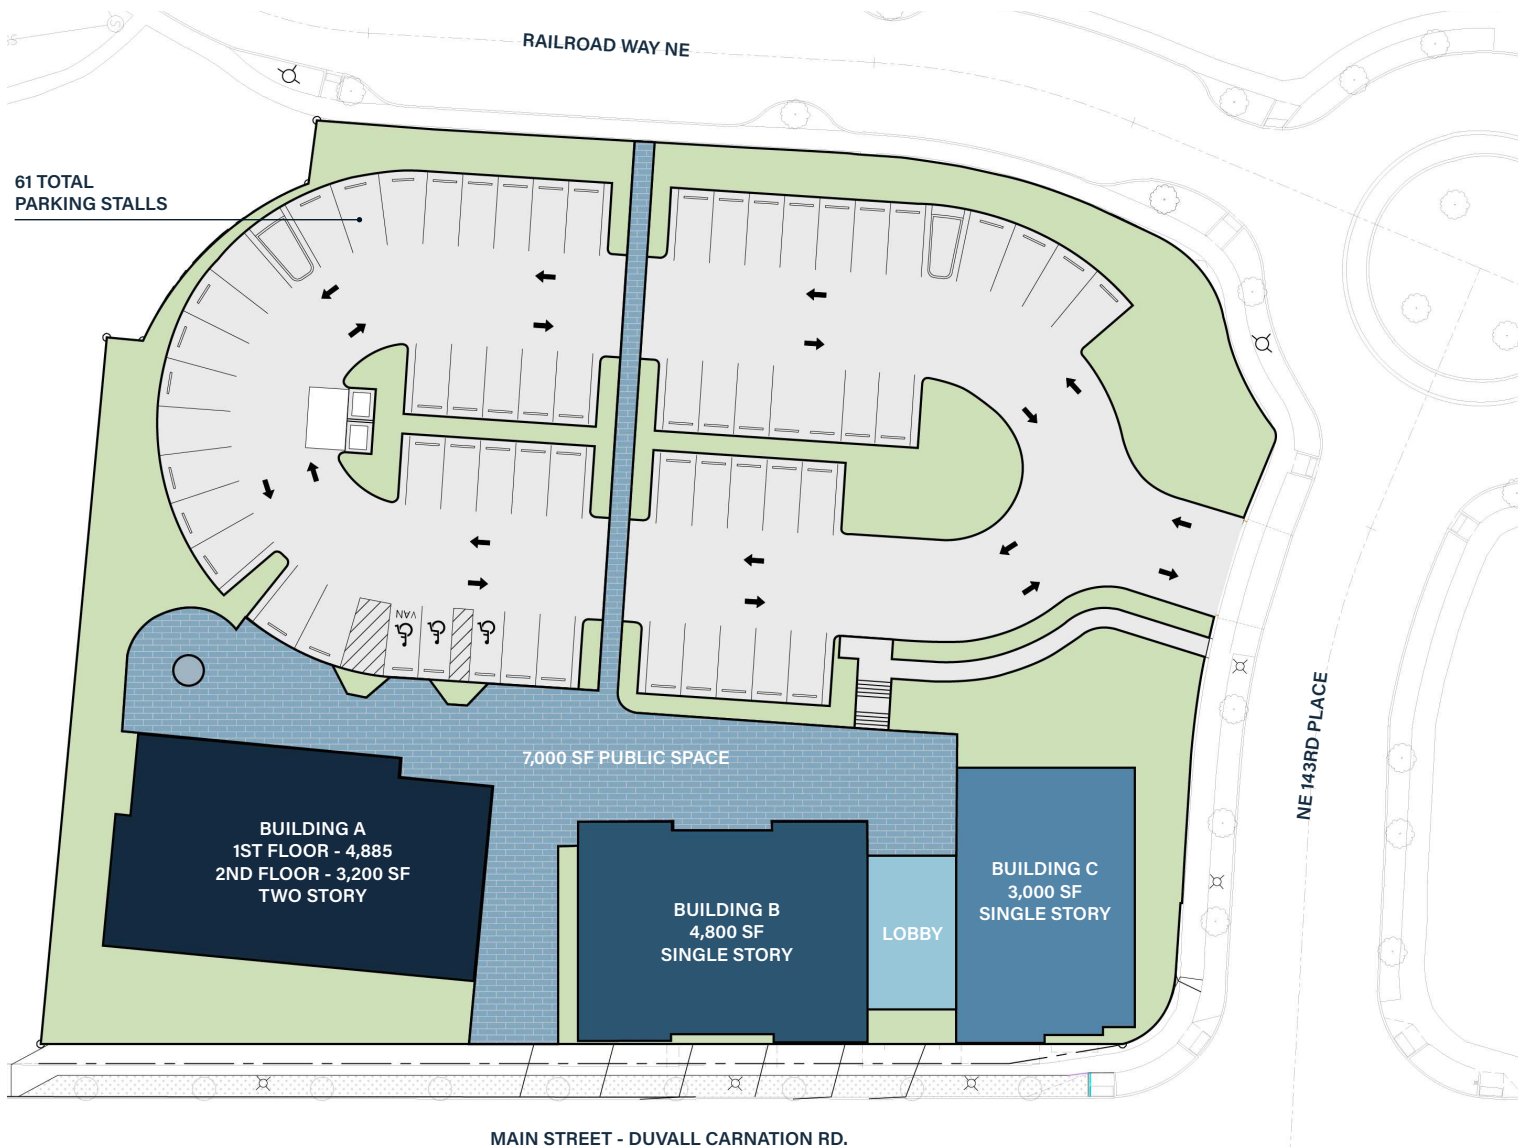 RAILROAD WAY NE
61 TOTAL
PARKING STALLS
VAN
NE 143RD PLACE
7,000 SF PUBLIC SPACE
BUILDING A
1ST FLOOR - 4,885
2ND FLOOR - 3,200 SF
TWO STORY
BUILDING B
4,800 SF
SINGLE STORY
LOBBY
BUILDING C
3,000 SF
SINGLE STORY
MAIN STREET - DUVALL CARNATION RD.